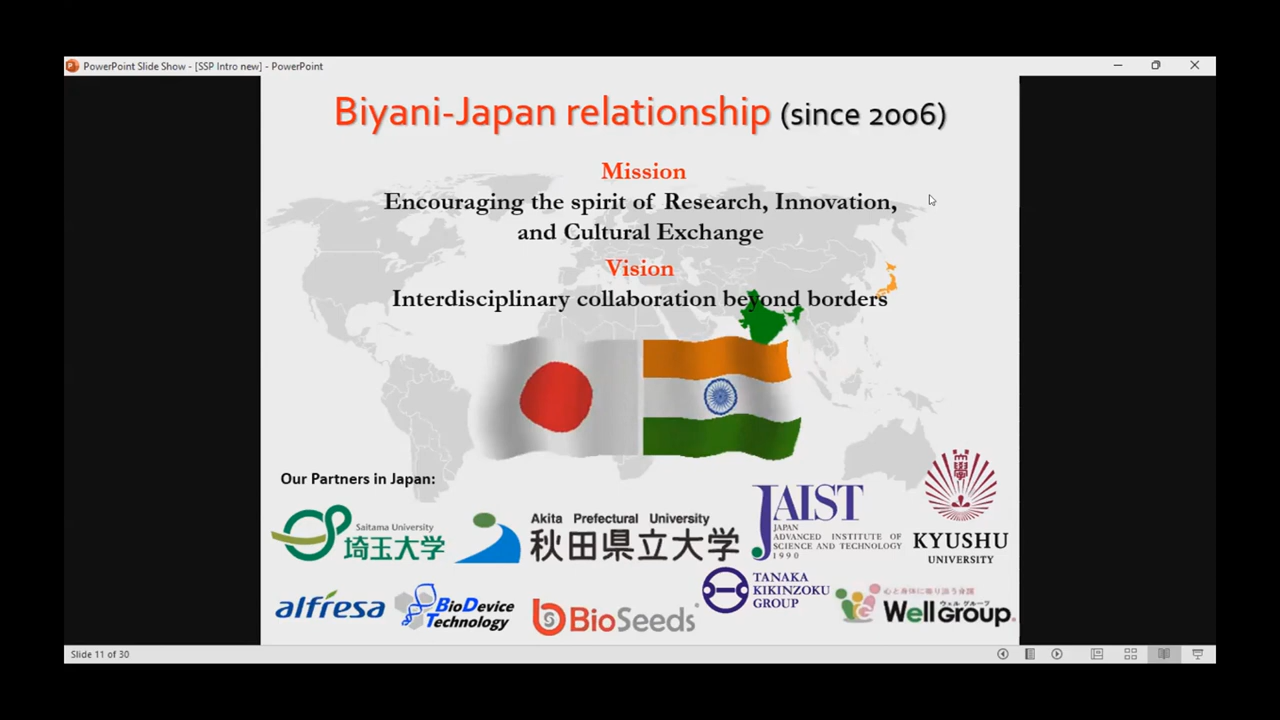 PowerPoint Slide Show - [SSP Intro new] - PowerPoint
Biyani-Japan relationship (since 2006)
Mission
Encouraging the spirit of Research, Innovation,
and Cultural Exchange
Vision
Interdisciplinary collaboration beyond borders
Our Partners in Japan:
Saitama University
埼玉大学
Akita Prefectural University
秋田県立大学
JAIST
JAPAN
ADVANCED INSTITUTE OF
SCIENCE AND TECHNOLOGY
1990
KYUSHU
UNIVERSITY
alfresa
BioDevice
Technology
BioSeeds
TANAKA
KIKINZOKU
GROUP
心と身体に寄り添う介護
ウェルグループ
WellGroup.
Slide 11 of 30